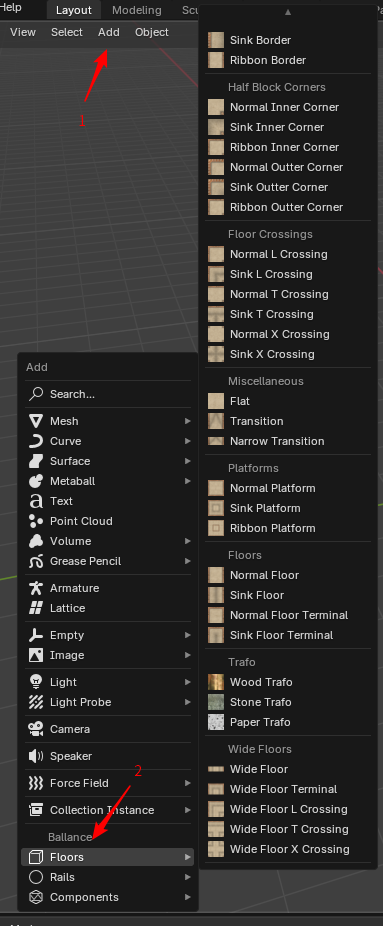 Help Layout Modeling
View Select Add Object
1
Sink Border
Ribbon Border
Half Block Corners
Normal Inner Corner
Sink Inner Corner
Ribbon Inner Corner
Normal Outter Corner
Sink Outter Corner
Ribbon Outter Corner
Floor Crossings
Normal L Crossing
Sink L Crossing
Normal T Crossing
Sink T Crossing
Normal X Crossing
Sink X Crossing
Miscellaneous
Flat
Transition
Narrow Transition
Platforms
Normal Platform
Sink Platform
Ribbon Platform
Floors
Normal Floor
Sink Floor
Normal Floor Terminal
Sink Floor Terminal
Trafo
Wood Trafo
Stone Trafo
Paper Trafo
Wide Floors
Wide Floor
Wide Floor Terminal
Wide Floor L Crossing
Wide Floor T Crossing
Wide Floor X Crossing
Add
Search...
Mesh
Curve
Surface
Metaball
Text
Point Cloud
Volume
Grease Pencil
Armature
Lattice
Empty
Image
Light
Light Probe
Camera
Speaker
2
Force Field
Collection Instance
Ballance
Floors
Rails
Components